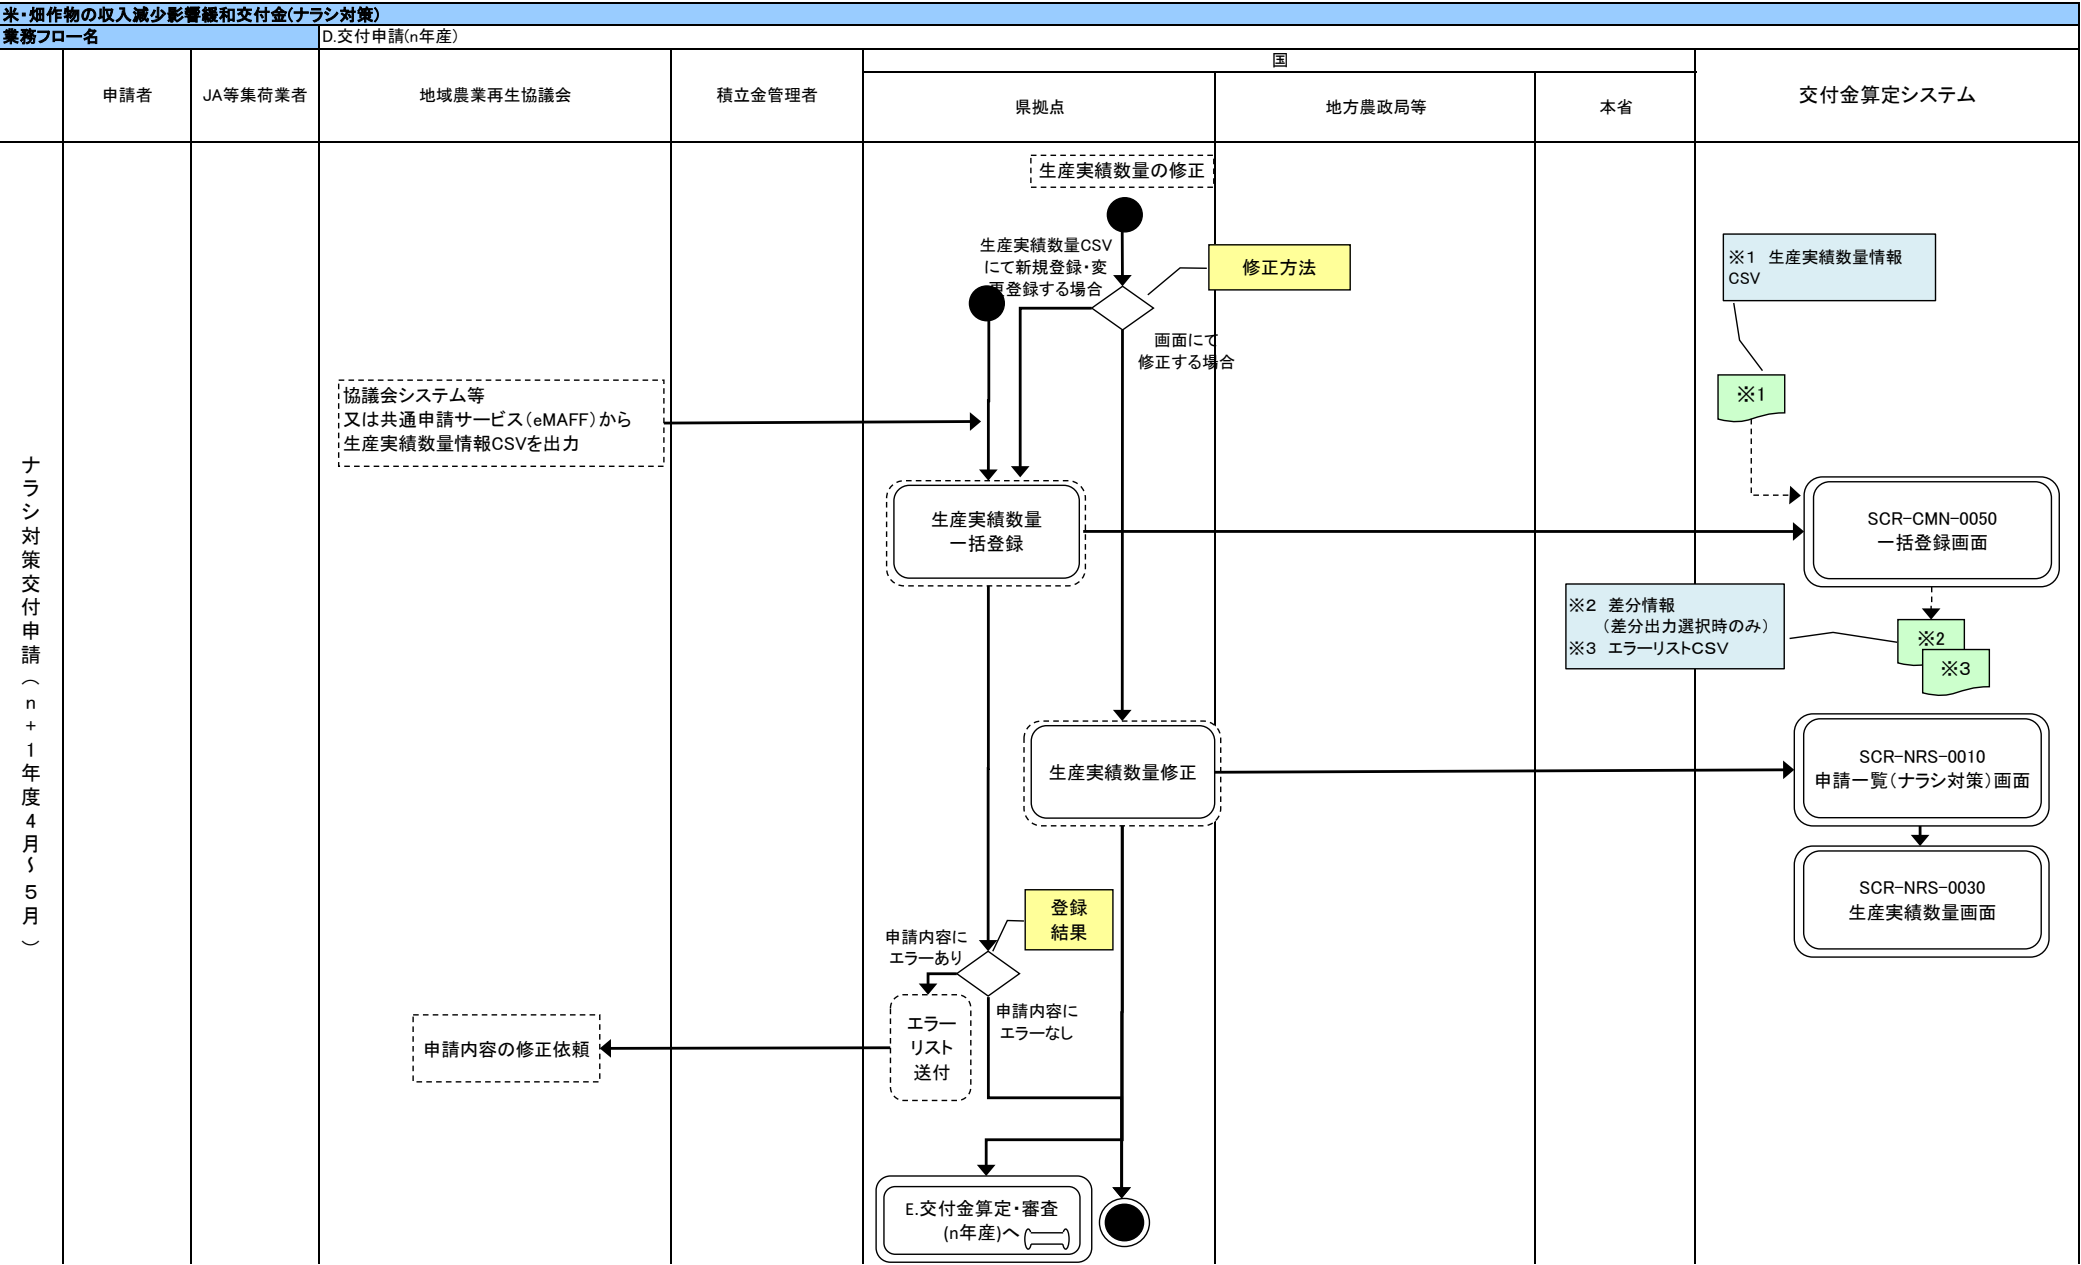 米・畑作物の収入減少影響緩和交付金(ナラシ対策)
業務フロー名
D.交付申請(n年産)
申請者
JA等集荷業者
地域農業再生協議会
積立金管理者
国
県拠点
地方農政局等
本省
交付金算定システム
ナラシ対策交付申請（n+1年度4月～5月）
生産実績数量の修正
生産実績数量CSV
にて新規登録・変
更登録する場合
修正方法
画面にて
修正する場合
※1　生産実績数量情報
CSV
※1
協議会システム等
又は共通申請サービス（eMAFF）から
生産実績数量情報CSVを出力
生産実績数量
一括登録
SCR-CMN-0050
一括登録画面
※2　差分情報
（差分出力選択時のみ）
※3　エラーリストCSV
※2
※3
生産実績数量修正
SCR-NRS-0010
申請一覧（ナラシ対策）画面
SCR-NRS-0030
生産実績数量画面
登録
結果
申請内容に
エラーあり
申請内容に
エラーなし
エラー
リスト
送付
申請内容の修正依頼
E.交付金算定・審査
(n年産)へ